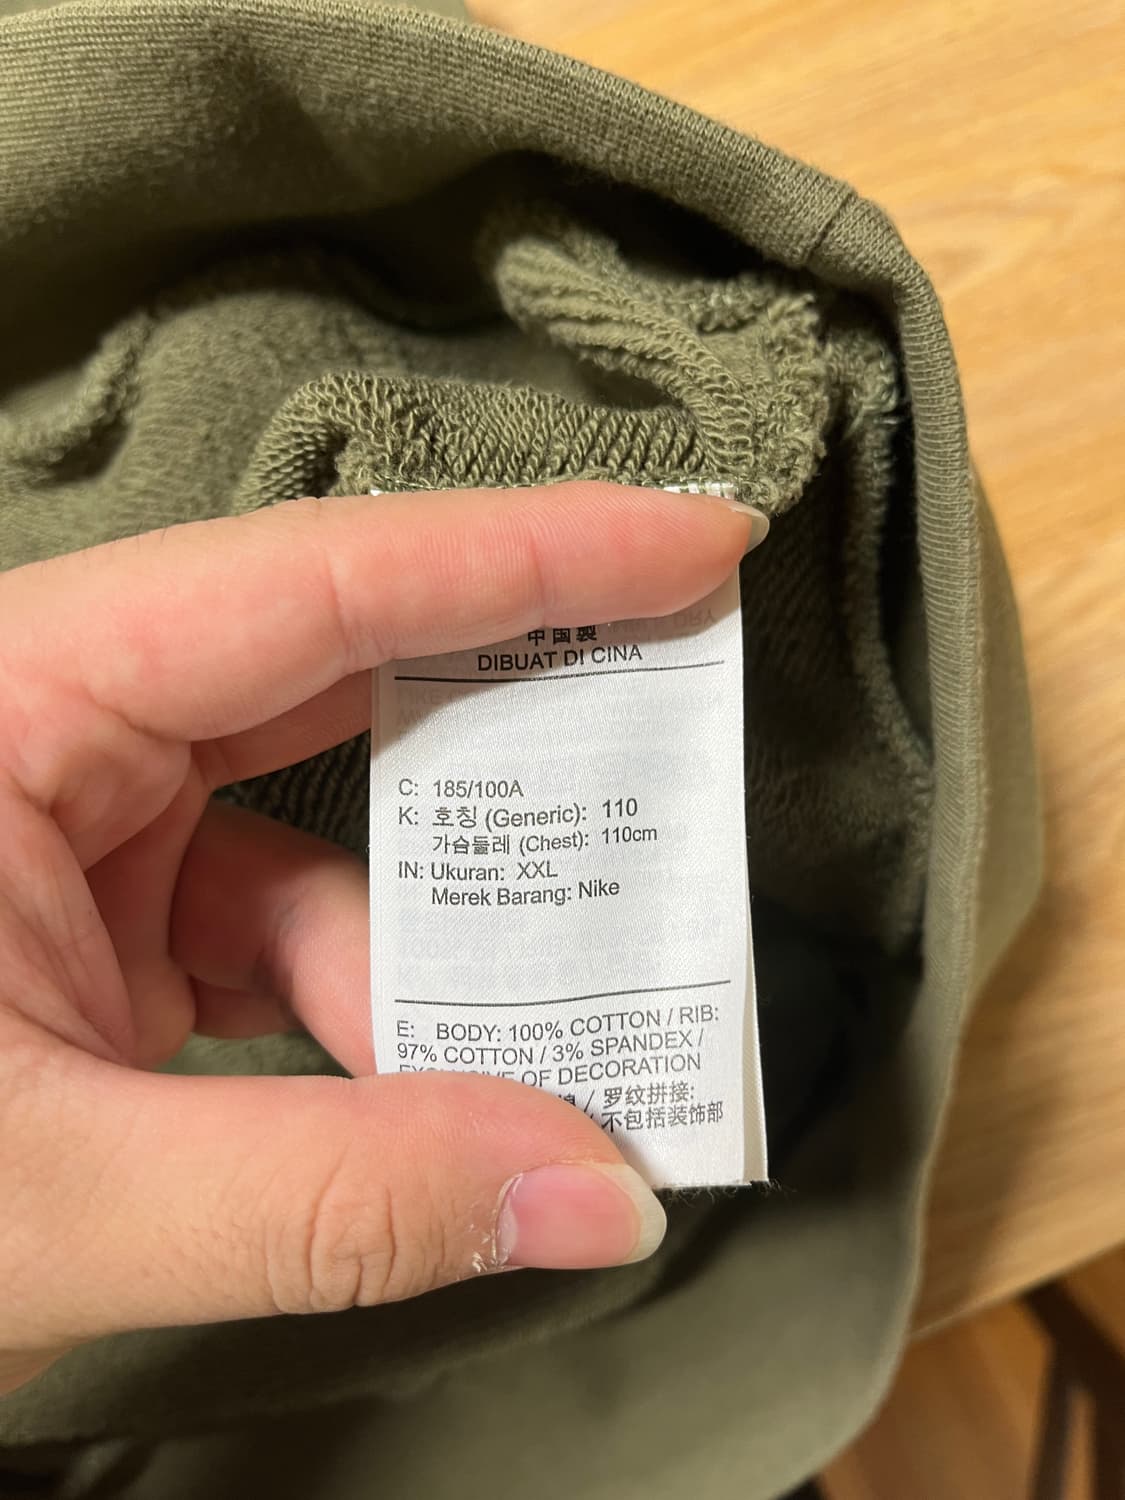 中国製
DIBUAT DI CINA
C: 185/100A
K: 호칭 (Generic): 110
가슴둘레 (Chest): 110cm
IN: Ukuran: XXL
Merek Barang: Nike
E: BODY: 100% COTTON / RIB:
97% COTTON / 3% SPANDEX /
EXCLUSIVE OF DECORATION
/ 罗纹拼接:
不包括装饰部